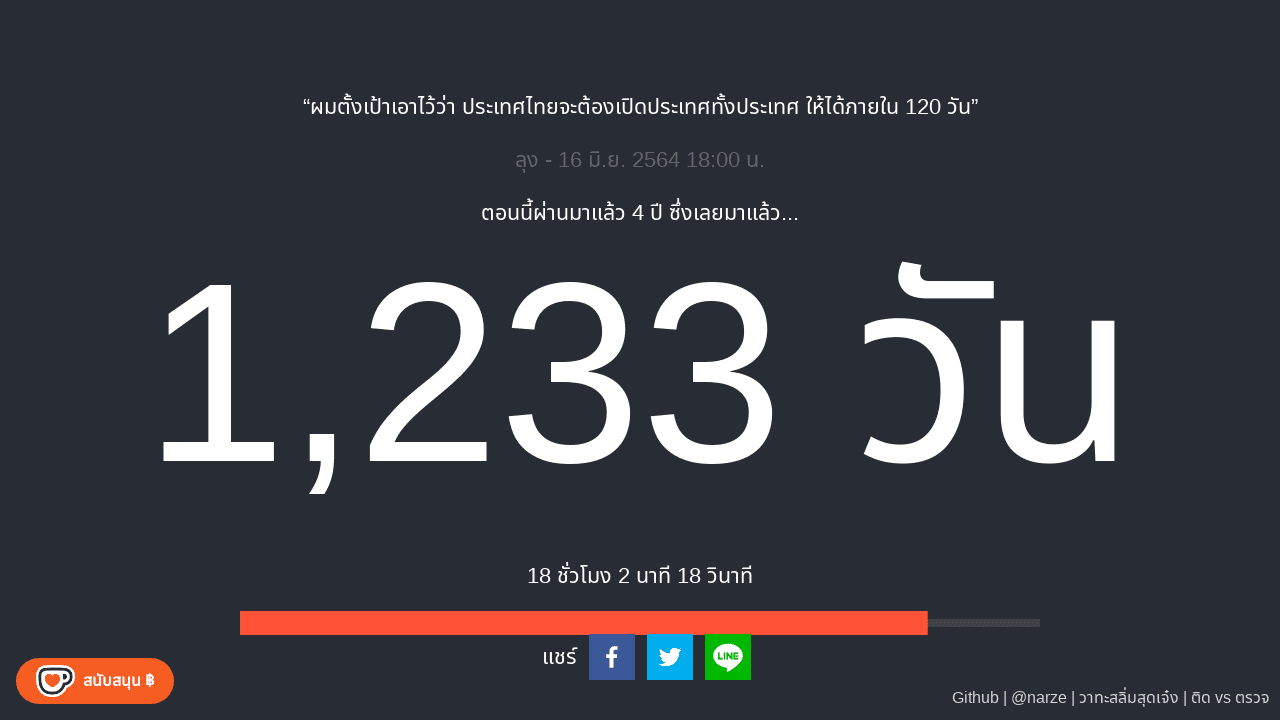 “ผมตั้งเป้าเอาไว้ว่า ประเทศไทยจะต้องเปิดประเทศทั้งประเทศ ให้ได้ภายใน 120 วัน”
ลุง - 16 มิ.ย. 2564 18:00 น.
ตอนนี้ผ่านมาแล้ว 4 ปี ซึ่งเลยมาแล้ว...
1,233 วัน
18 ชั่วโมง 2 นาที 18 วินาที
แชร์
LINE
สนับสนุน ฿
Github | @narze | วาทะสลิ่มสุดเจ๋ง | ติด vs ตรวจ